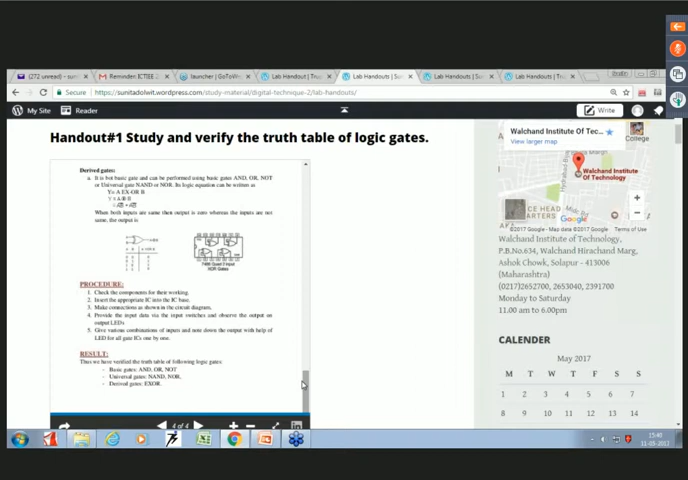 (272 unread) - sun
Reminder: ICTIEE 2
launcher | GoToWe
Lab Handout | Tru
Lab Handouts | Su
Lab Handouts | Su
Lab Handouts | Tr
Secure
https://sunitadolwit.wordpress.com/study-material/digital-technique-2/lab-handouts/
My Site
Reader
Write
Handout#1 Study and verify the truth table of logic gates.
Derived gates:
a. It is not basic gate and can be performed using basic gates AND, OR, NOT
or Universal gate NAND or NOR. Its logic equation can be written as
Y= A EX-OR B
When both inputs are same then output is zero whereas the inputs are not
same, the output is
7486 Quad 2 Input
NOR Gates
PROCEDURE:
1. Check the components for their working.
2. Insert the appropriate IC into the IC base.
3. Make connections as shown in the circuit diagram.
4. Provide the input data via the input switches and observe the output on
output LEDs
5. Give various combinations of inputs and note down the output with help of
LED for all gate ICs one by one.
RESULT:
Thus we have verified the truth table of following logic gates:
- Basic gates: AND, OR, NOT
- Universal gates: NAND, NOR,
- Derived gates: EXOR.
4 of 4
Walchand Institute Of Tec...
View larger map
Walchand Institute
Of Technology
Google
Map data ©2017 Google
Terms of Use
Walchand Institute of Technology,
P.B.No.634, Walchand Hirachand Marg,
Ashok Chowk, Solapur - 413006
(Maharashtra)
(0217)2652700, 2653040, 2391700
Monday to Saturday
11.00 am to 6.00pm
CALENDER
May 2017
M T W T F S S
1 2 3 4 5 6 7
8 9 10 11 12 13 14
15:49
11-05-2017